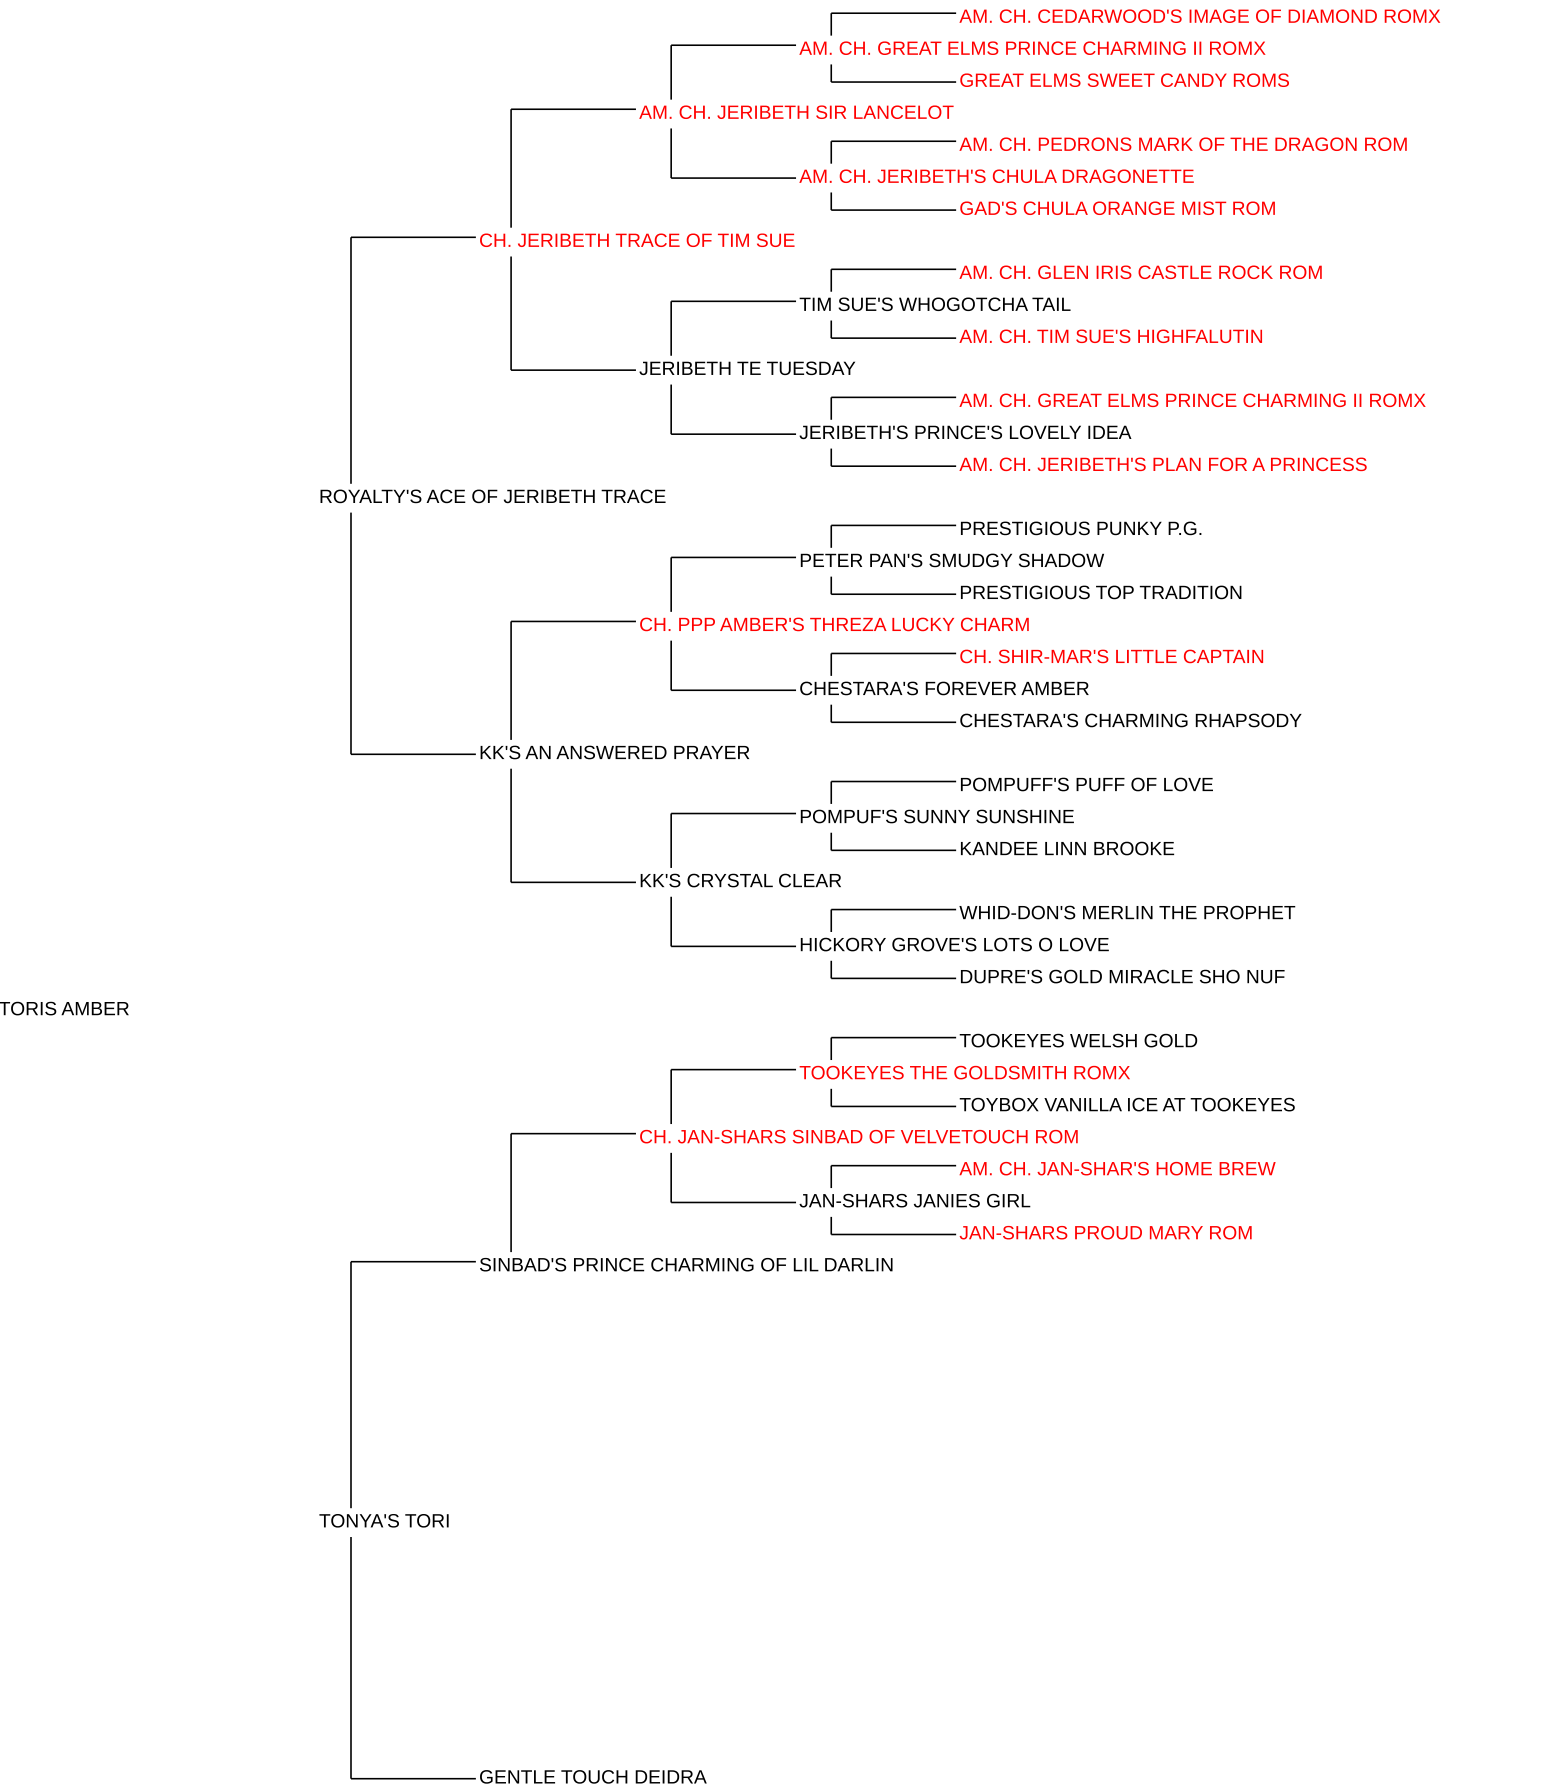 AM. CH. CEDARWOOD'S IMAGE OF DIAMOND ROMX
AM. CH. GREAT ELMS PRINCE CHARMING II ROMX
GREAT ELMS SWEET CANDY ROMS
AM. CH. JERIBETH SIR LANCELOT
AM. CH. PEDRONS MARK OF THE DRAGON ROM
AM. CH. JERIBETH'S CHULA DRAGONETTE
GAD'S CHULA ORANGE MIST ROM
CH. JERIBETH TRACE OF TIM SUE
AM. CH. GLEN IRIS CASTLE ROCK ROM
TIM SUE'S WHOGOTCHA TAIL
AM. CH. TIM SUE'S HIGHFALUTIN
JERIBETH TE TUESDAY
AM. CH. GREAT ELMS PRINCE CHARMING II ROMX
JERIBETH'S PRINCE'S LOVELY IDEA
AM. CH. JERIBETH'S PLAN FOR A PRINCESS
ROYALTY'S ACE OF JERIBETH TRACE
PRESTIGIOUS PUNKY P.G.
PETER PAN'S SMUDGY SHADOW
PRESTIGIOUS TOP TRADITION
CH. PPP AMBER'S THREZA LUCKY CHARM
CH. SHIR-MAR'S LITTLE CAPTAIN
CHESTARA'S FOREVER AMBER
CHESTARA'S CHARMING RHAPSODY
KK'S AN ANSWERED PRAYER
POMPUFF'S PUFF OF LOVE
POMPUF'S SUNNY SUNSHINE
KANDEE LINN BROOKE
KK'S CRYSTAL CLEAR
WHID-DON'S MERLIN THE PROPHET
HICKORY GROVE'S LOTS O LOVE
DUPRE'S GOLD MIRACLE SHO NUF
TORIS AMBER
TOOKEYES WELSH GOLD
TOOKEYES THE GOLDSMITH ROMX
TOYBOX VANILLA ICE AT TOOKEYES
CH. JAN-SHARS SINBAD OF VELVETOUCH ROM
AM. CH. JAN-SHAR'S HOME BREW
JAN-SHARS JANIES GIRL
JAN-SHARS PROUD MARY ROM
SINBAD'S PRINCE CHARMING OF LIL DARLIN
TONYA'S TORI
GENTLE TOUCH DEIDRA